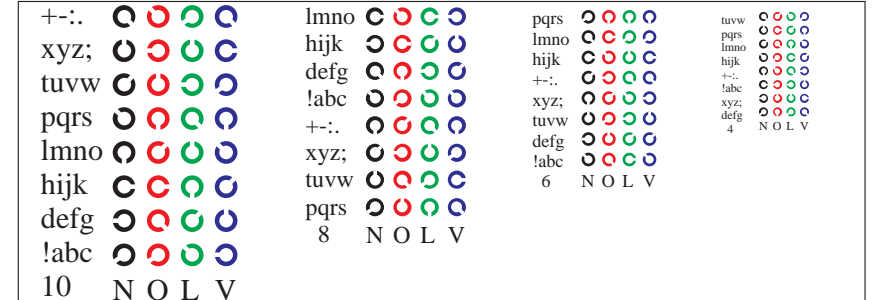 +-:.
xyz;
tuvw
pqrs
lmno
hijk
defg
!abc
10 N O L V
lmno
hijk
defg
!abc
+-:.
xyz;
tuvw
pqrs
8 N O L V
pqrs
lmno
hijk
+-:.
xyz;
tuvw
defg
!abc
6 N O L V
tuvw
pqrs
lmno
hijk
+-:.
!abc
xyz;
defg
4 N O L V